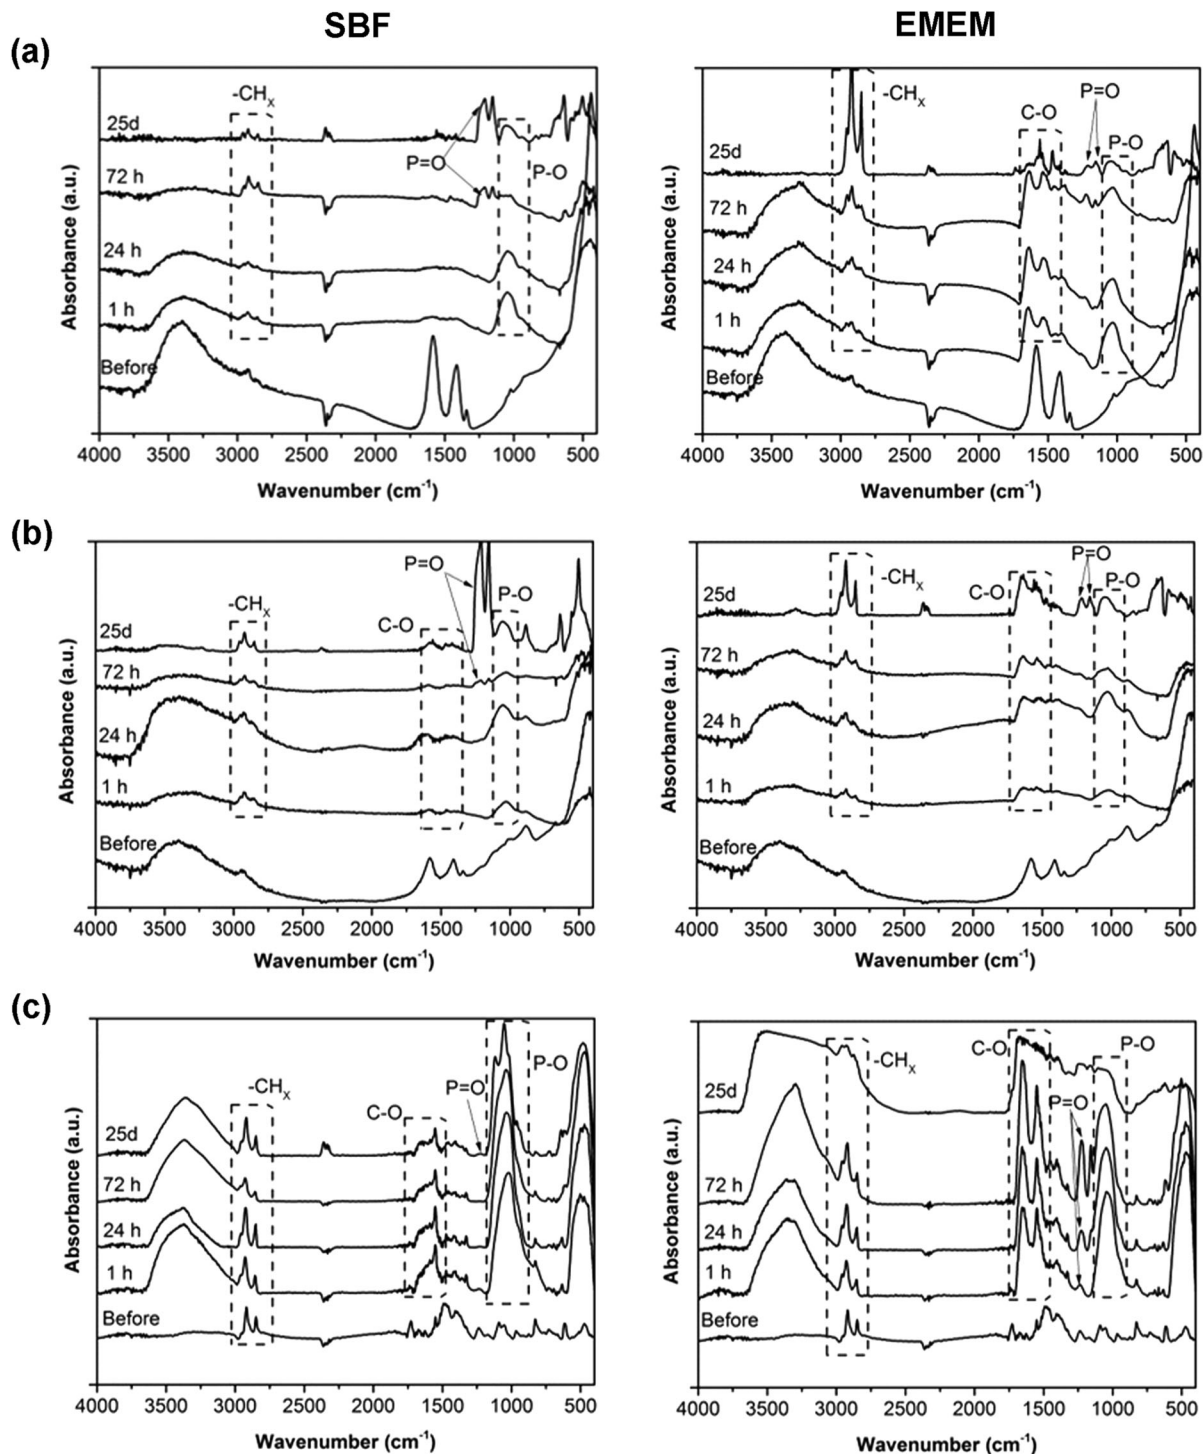 SBF
EMEM
(a)
-CHX
25d
P=O
72 h
P-O
24 h
1 h
Before
Absorbance (a.u.)
4000 3500 3000 2500 2000 1500 1000 500
Wavenumber (cm-1)
-CHX
P=O
C-O
25d
P-O
72 h
24 h
1 h
Before
Absorbance (a.u.)
4000 3500 3000 2500 2000 1500 1000 500
Wavenumber (cm-1)
(b)
P=O
-CHX
P-O
C-O
25d
72 h
24 h
1 h
Before
Absorbance (a.u.)
4000 3500 3000 2500 2000 1500 1000 500
Wavenumber (cm-1)
P=O
-CHX
C-O
P-O
25d
72 h
24 h
1 h
Before
Absorbance (a.u.)
4000 3500 3000 2500 2000 1500 1000 500
Wavenumber (cm-1)
(c)
P-O
-CHX
P=O
C-O
25d
72 h
24 h
1 h
Before
Absorbance (a.u.)
4000 3500 3000 2500 2000 1500 1000 500
Wavenumber (cm-1)
C-O
P-O
-CHX
25d
P=O
72 h
24 h
1 h
Before
Absorbance (a.u.)
4000 3500 3000 2500 2000 1500 1000 500
Wavenumber (cm-1)